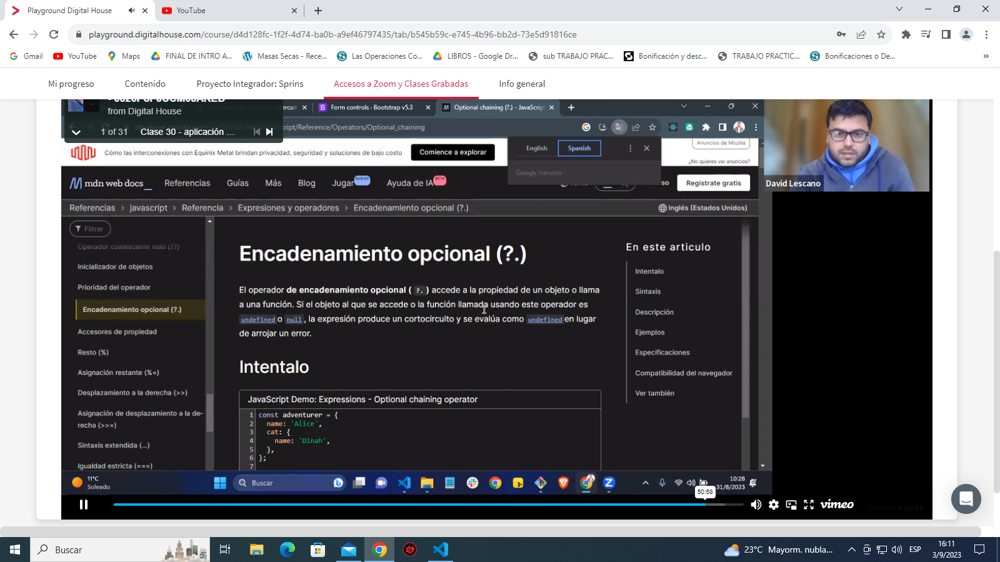 Playground Digital House
YouTube
playground.digitalhouse.com/course/d4d128fc-1f2f-4d74-ba0b-a9ef46797435/tab/b545b59c-e745-4b96-bb2d-73e5d91816ce
Gmail
YouTube
Maps
FINAL DE INTRO A...
Masas Secas - Rece...
Las Operaciones Co...
LIBROS - Google Dr...
sub TRABAJO PRAC...
Bonificación y desc...
TRABAJO PRACTIC...
Bonificaciones o De...
»
Mi progreso
Contenido
Proyecto Integrador: Sprins
Accesos a Zoom y Clases Grabadas
Info general
from Digital House
1 of 31 Clase 30 - aplicación ...
Form controls · Bootstrap v5.3
Optional chaining (?.) - JavaScrip
Script/Reference/Operators/Optional_chaining
Cómo las interconexiones con Equinix Metal brindan privacidad, seguridad y soluciones de bajo costo
Comience a explorar
English
Spanish
Google Translate
Anuncios de Mozilla
¿No quieres ver anuncios?
David Lescano
mdn web docs_
Referencias
Guías
Más
Blog
Jugar
NUEVO
Ayuda de IA
BETA
so
Registrate gratis
Referencias > javascript > Referencia > Expresiones y operadores > Encadenamiento opcional (?.)
Inglés (Estados Unidos)
Filtrar
Operador coalescente nulo (??)
Inicializador de objetos
Prioridad del operador
Encadenamiento opcional (?.)
Accesores de propiedad
Resto (%)
Asignación restante (%=)
Desplazamiento a la derecha (>>)
Asignación de desplazamiento a la de-
recha (>>=)
Sintaxis extendida (...)
Igualdad estricta (===)
Encadenamiento opcional (?.)
El operador de encadenamiento opcional ( ?. ) accede a la propiedad de un objeto o llama
a una función. Si el objeto al que se accede o la función llamada usando este operador es
undefined o null, la expresión produce un cortocircuito y se evalúa como undefined en lugar
de arrojar un error.
Intentalo
JavaScript Demo: Expressions - Optional chaining operator
1 const adventurer = {
2 name: 'Alice',
3 cat: {
4 name: 'Dinah',
5 },
6 };
7
En este articulo
Intentalo
Sintaxis
Descripción
Ejemplos
Especificaciones
Compatibilidad del navegador
Ver también
11°C
Soleado
Buscar
10:28
31/8/2023
50:58
vimeo
DIGITALHOUSE
Buscar
23°C Mayorm. nubla...
ESP
16:11
3/9/2023